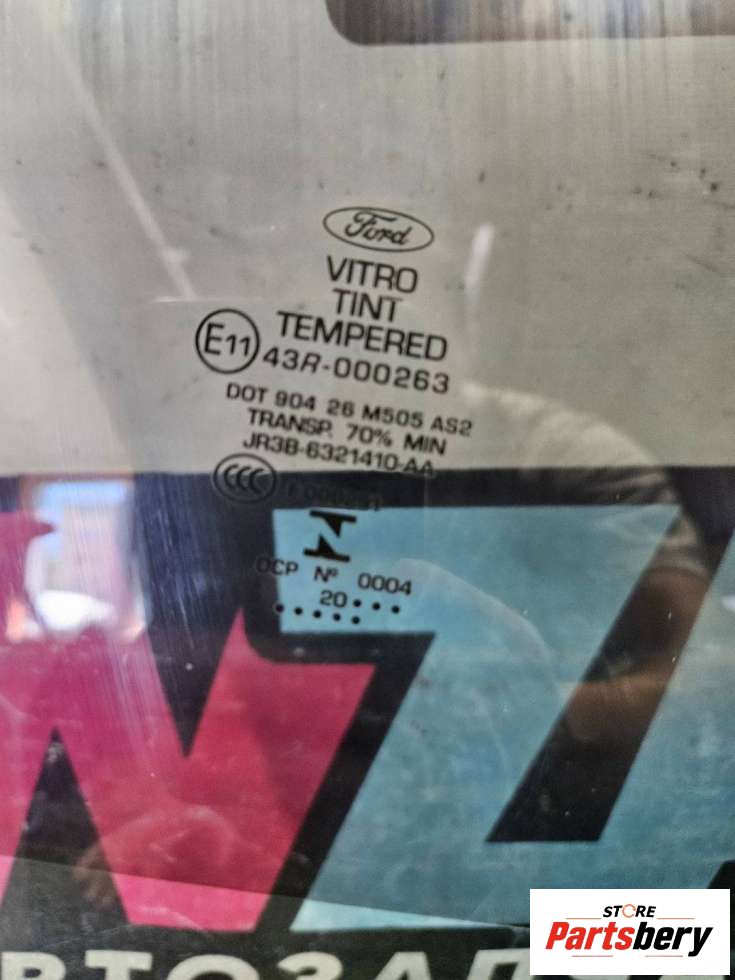 Ford
VITRO
TINT
TEMPERED
E11 43R-000263
DOT 904 26 M505 AS2
TRANSP. 70% MIN
JR3B-6321410-AA
CCC
N
OCP Nº 0004
20
STORE
Partsbery